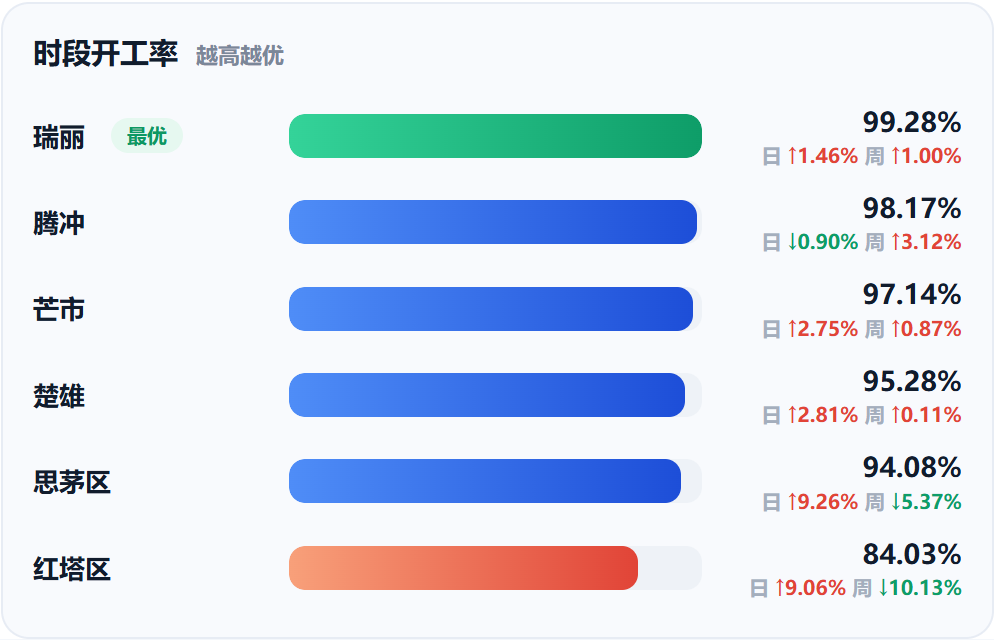 时段开工率 越高越优
瑞丽 最优 99.28%
日 ↑1.46% 周 ↑1.00%
腾冲 98.17%
日 ↓0.90% 周 ↑3.12%
芒市 97.14%
日 ↑2.75% 周 ↑0.87%
楚雄 95.28%
日 ↑2.81% 周 ↑0.11%
思茅区 94.08%
日 ↑9.26% 周 ↓5.37%
红塔区 84.03%
日 ↑9.06% 周 ↓10.13%